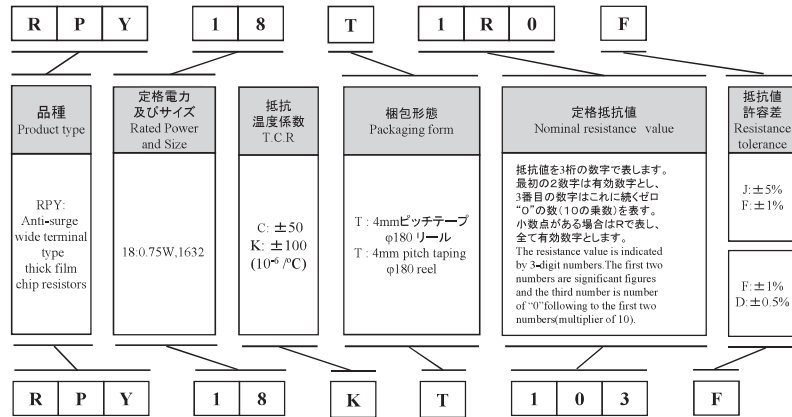 R P Y 1 8 T 1 R 0 F
品種
Product type
定格電力
及びサイズ
Rated Power
and Size
抵抗
温度係数
T.C.R
梱包形態
Packaging form
定格抵抗値
Nominal resistance value
抵抗値
許容差
Resistance
tolerance
RPY:
Anti-surge
wide terminal
type
thick film
chip resistors
18:0.75W,1632
C: ±50
K: ±100
(10⁻⁶ /ºC)
T : 4mmピッチテープ
φ180 リール
T : 4mm pitch taping
φ180 reel
抵抗値を3桁の数字で表します。
最初の2数字は有効数字とし、
3番目の数字はこれに続くゼロ
"0"の数(10の乗数)を表す。
小数点がある場合はRで表し、
全て有効数字とします。
The resistance value is indicated
by 3-digit numbers.The first two
numbers are significant figures
and the third number is number
of "0"following to the first two
numbers(multiplier of 10).
J: ±5%
F: ±1%
F: ±1%
D: ±0.5%
R P Y 1 8 K T 1 0 3 F